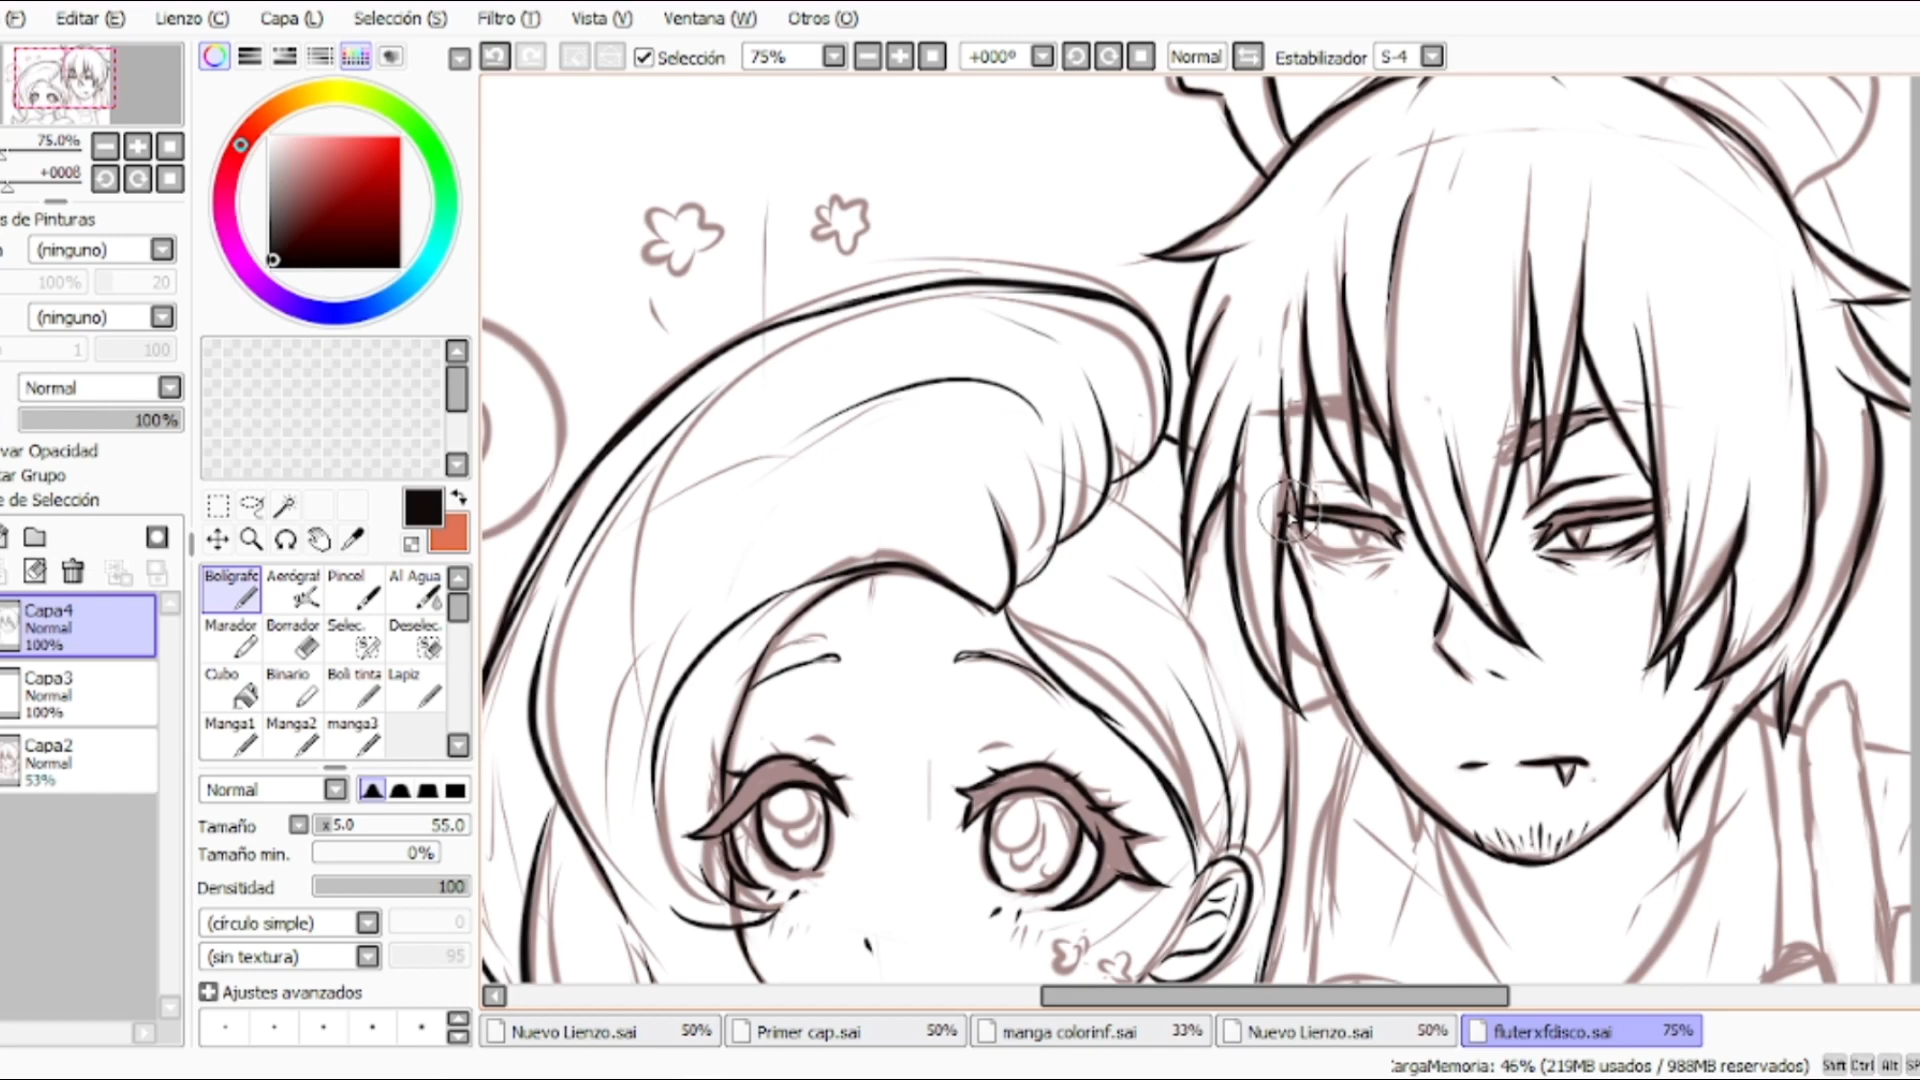 (F) Editar (E) Lienzo (C) Capa (L) Selección (S) Filtro (T) Vista (V) Ventana (W) Otros (O)
Selección 75% +000º Normal Estabilizador S-4
75.0%
+0008
s de Pinturas
(ninguno)
100% 20
(ninguno)
1 100
Normal
100%
var Opacidad
tar Grupo
e de Selección
Capa4
Normal
100%
Capa3
Normal
100%
Capa2
Normal
53%
Bolígrafo Aerógraf Pincel Al Agua
Marador Borrador Selec. Deselec.
Cubo Binario Boli tinta Lapiz
Manga1 Manga2 manga3
Normal
Tamaño x5.0 55.0
Tamaño min. 0%
Densitidad 100
(círculo simple) 0
(sin textura) 95
Ajustes avanzados
Nuevo Lienzo.sai 50% Primer cap.sai 50% manga colorinf.sai 33% Nuevo Lienzo.sai 50% fluterxfdisco.sai 75%
argaMemoria: 46% (219MB usados / 988MB reservados) Shft Ctrl Alt SP